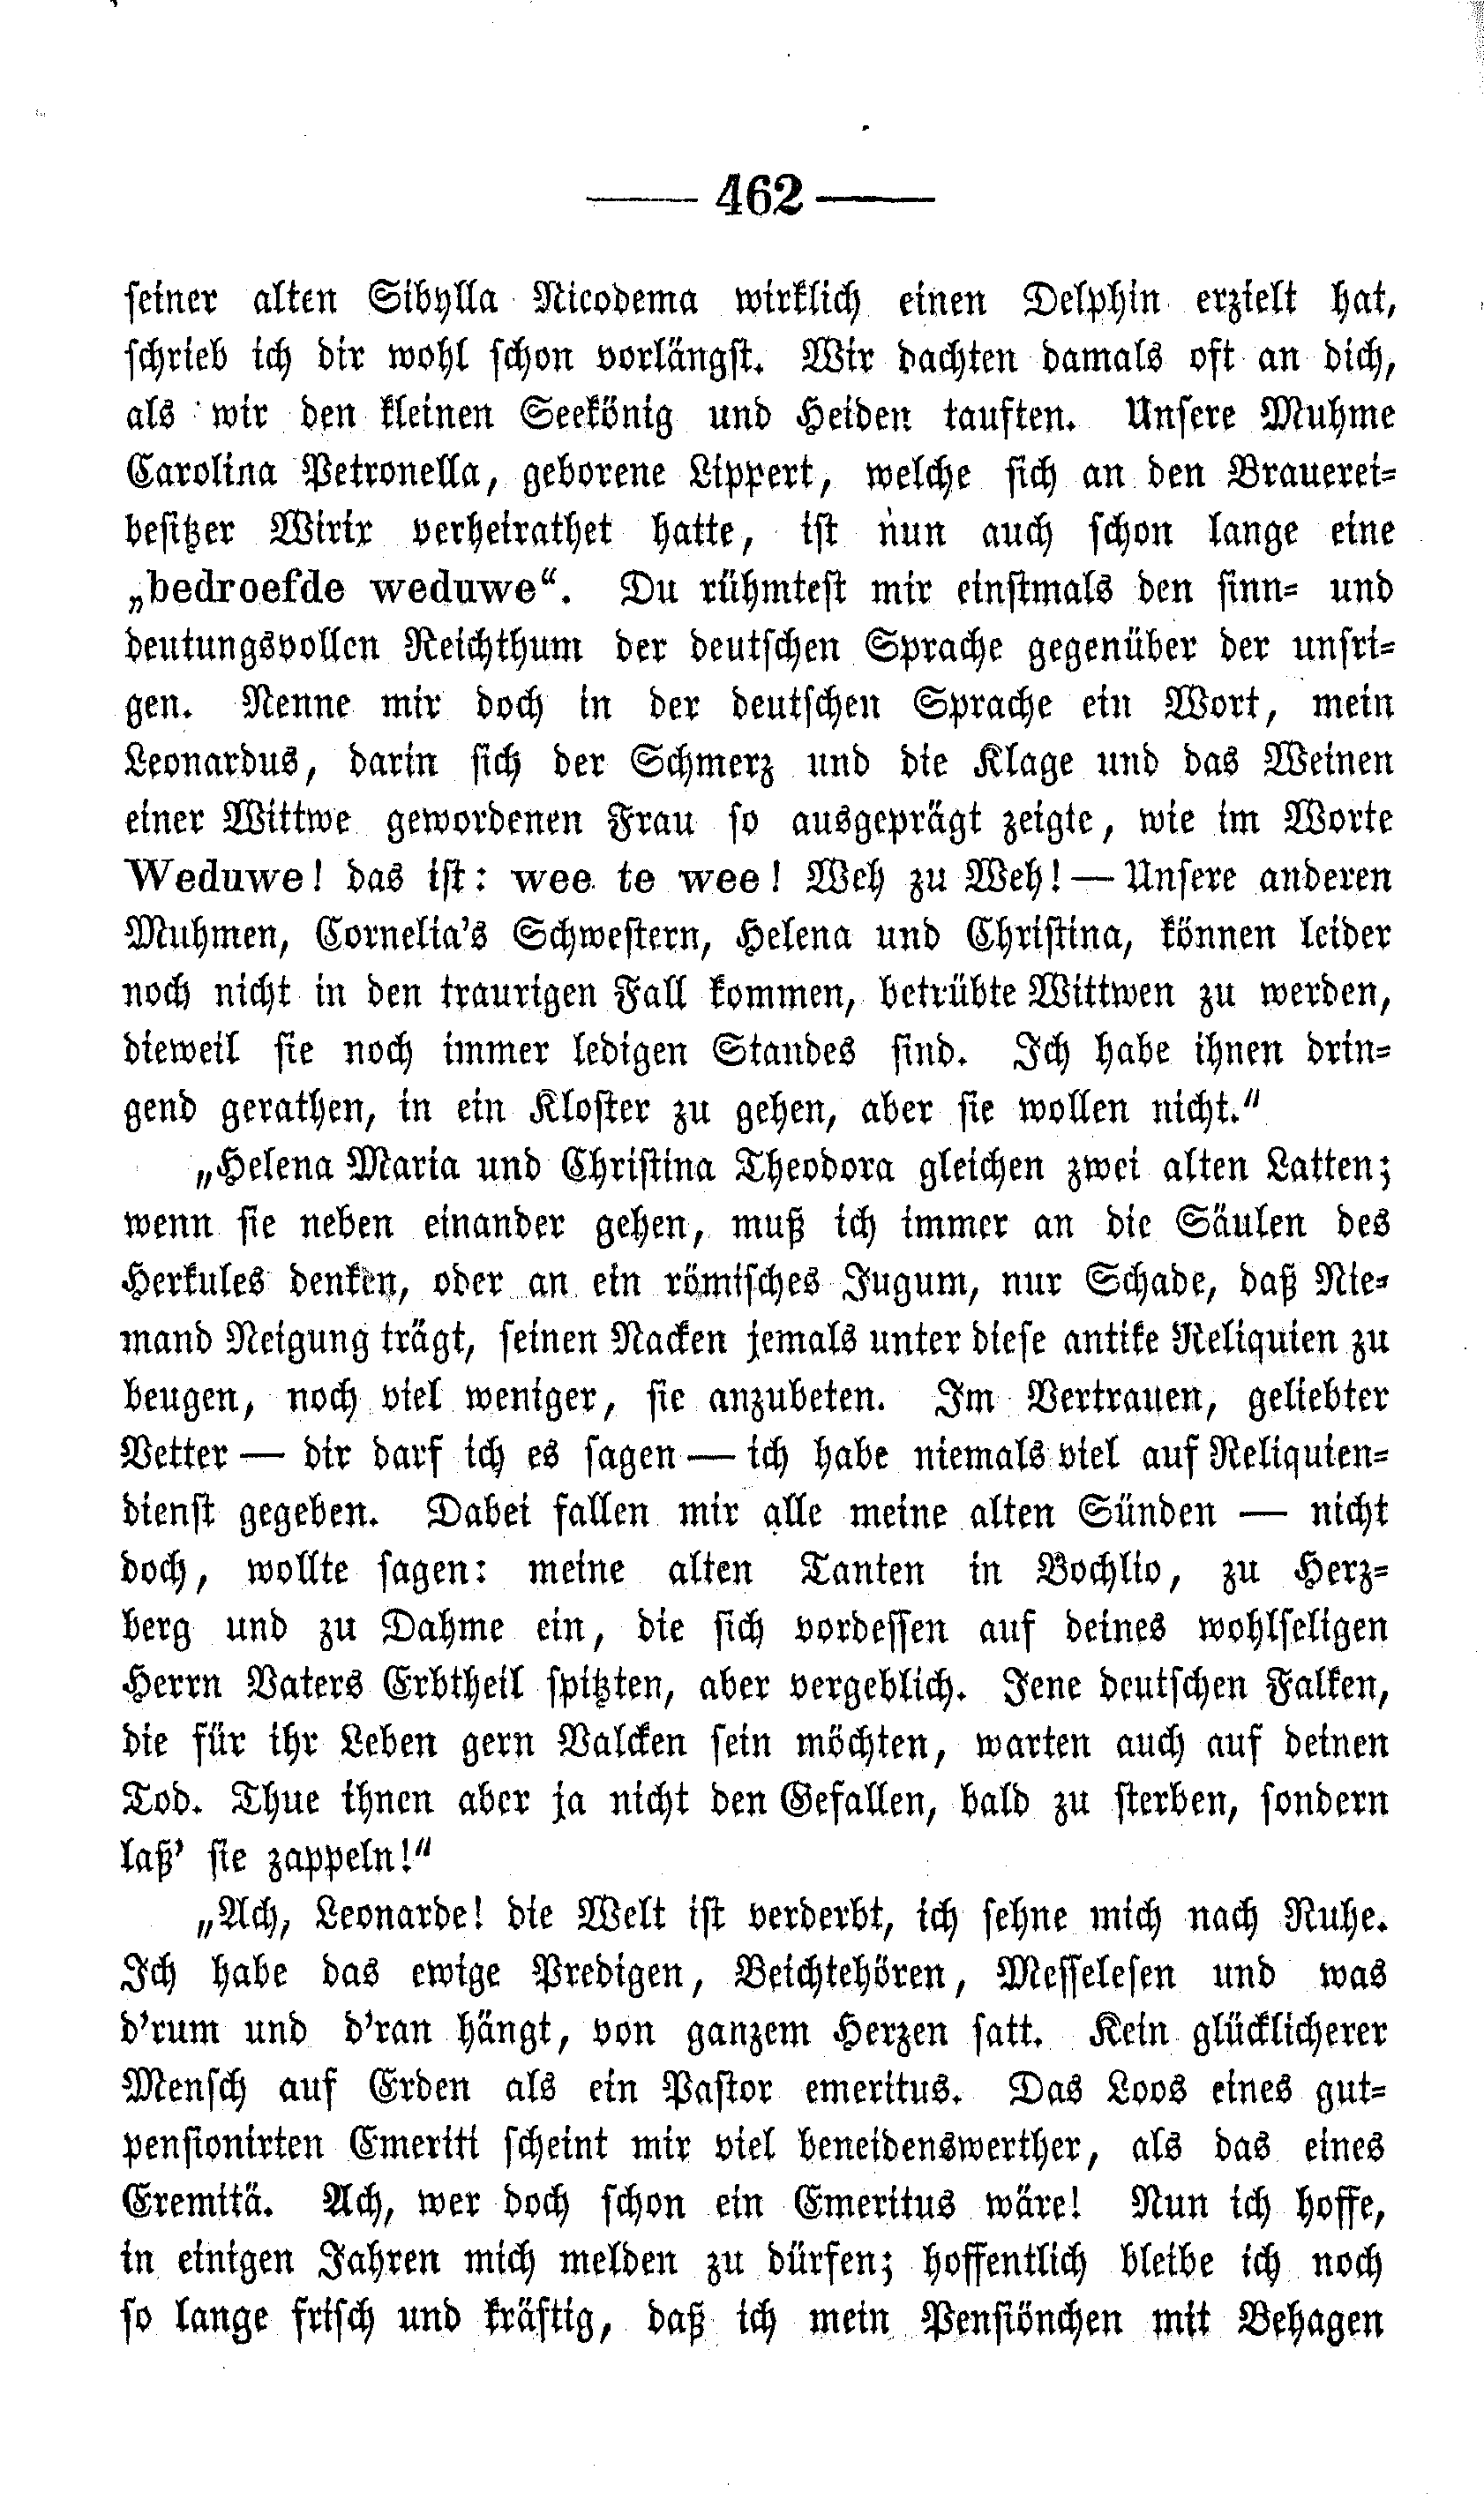 — 462 —
seiner alten Sibylla Nicodema wirklich einen Delphin erzielt hat,
schrieb ich dir wohl schon vorlängst. Wir dachten damals oft an dich,
als wir den kleinen Seekönig und Heiden tauften. Unsere Muhme
Carolina Petronella, geborene Lippert, welche sich an den Brauerei-
besitzer Wirix verheirathet hatte, ist nun auch schon lange eine
„bedroefde weduwe“. Du rühmtest mir einstmals den sinn- und
deutungsvollen Reichthum der deutschen Sprache gegenüber der unsri-
gen. Nenne mir doch in der deutschen Sprache ein Wort, mein
Leonardus, darin sich der Schmerz und die Klage und das Weinen
einer Wittwe gewordenen Frau so ausgeprägt zeigte, wie im Worte
Weduwe! das ist: wee te wee! Weh zu Weh! — Unsere anderen
Muhmen, Cornelia's Schwestern, Helena und Christina, können leider
noch nicht in den traurigen Fall kommen, betrübte Wittwen zu werden,
dieweil sie noch immer ledigen Standes sind. Ich habe ihnen drin-
gend gerathen, in ein Kloster zu gehen, aber sie wollen nicht.“
„Helena Maria und Christina Theodora gleichen zwei alten Latten;
wenn sie neben einander gehen, muß ich immer an die Säulen des
Herkules denken, oder an ein römisches Jugum, nur Schade, daß Nie-
mand Neigung trägt, seinen Nacken jemals unter diese antike Reliquien zu
beugen, noch viel weniger, sie anzubeten. Im Vertrauen, geliebter
Vetter — dir darf ich es sagen — ich habe niemals viel auf Reliquien-
dienst gegeben. Dabei fallen mir alle meine alten Sünden — nicht
doch, wollte sagen: meine alten Tanten in Vochlio, zu Herz-
berg und zu Dahme ein, die sich vordessen auf deines wohlseligen
Herrn Vaters Erbtheil spitzten, aber vergeblich. Jene deutschen Falken,
die für ihr Leben gern Valcken sein möchten, warten auch auf deinen
Tod. Thue ihnen aber ja nicht den Gefallen, bald zu sterben, sondern
laß' sie zappeln!“
„Ach, Leonarde! die Welt ist verderbt, ich sehne mich nach Ruhe.
Ich habe das ewige Predigen, Beichtehören, Messelesen und was
d'rum und d'ran hängt, von ganzem Herzen satt. Kein glücklicherer
Mensch auf Erden als ein Pastor emeritus. Das Loos eines gut-
pensionirten Emeriti scheint mir viel beneidenswerther, als das eines
Eremitä. Ach, wer doch schon ein Emeritus wäre! Nun ich hoffe,
in einigen Jahren mich melden zu dürfen; hoffentlich bleibe ich noch
so lange frisch und kräftig, daß ich mein Pensiönchen mit Behagen